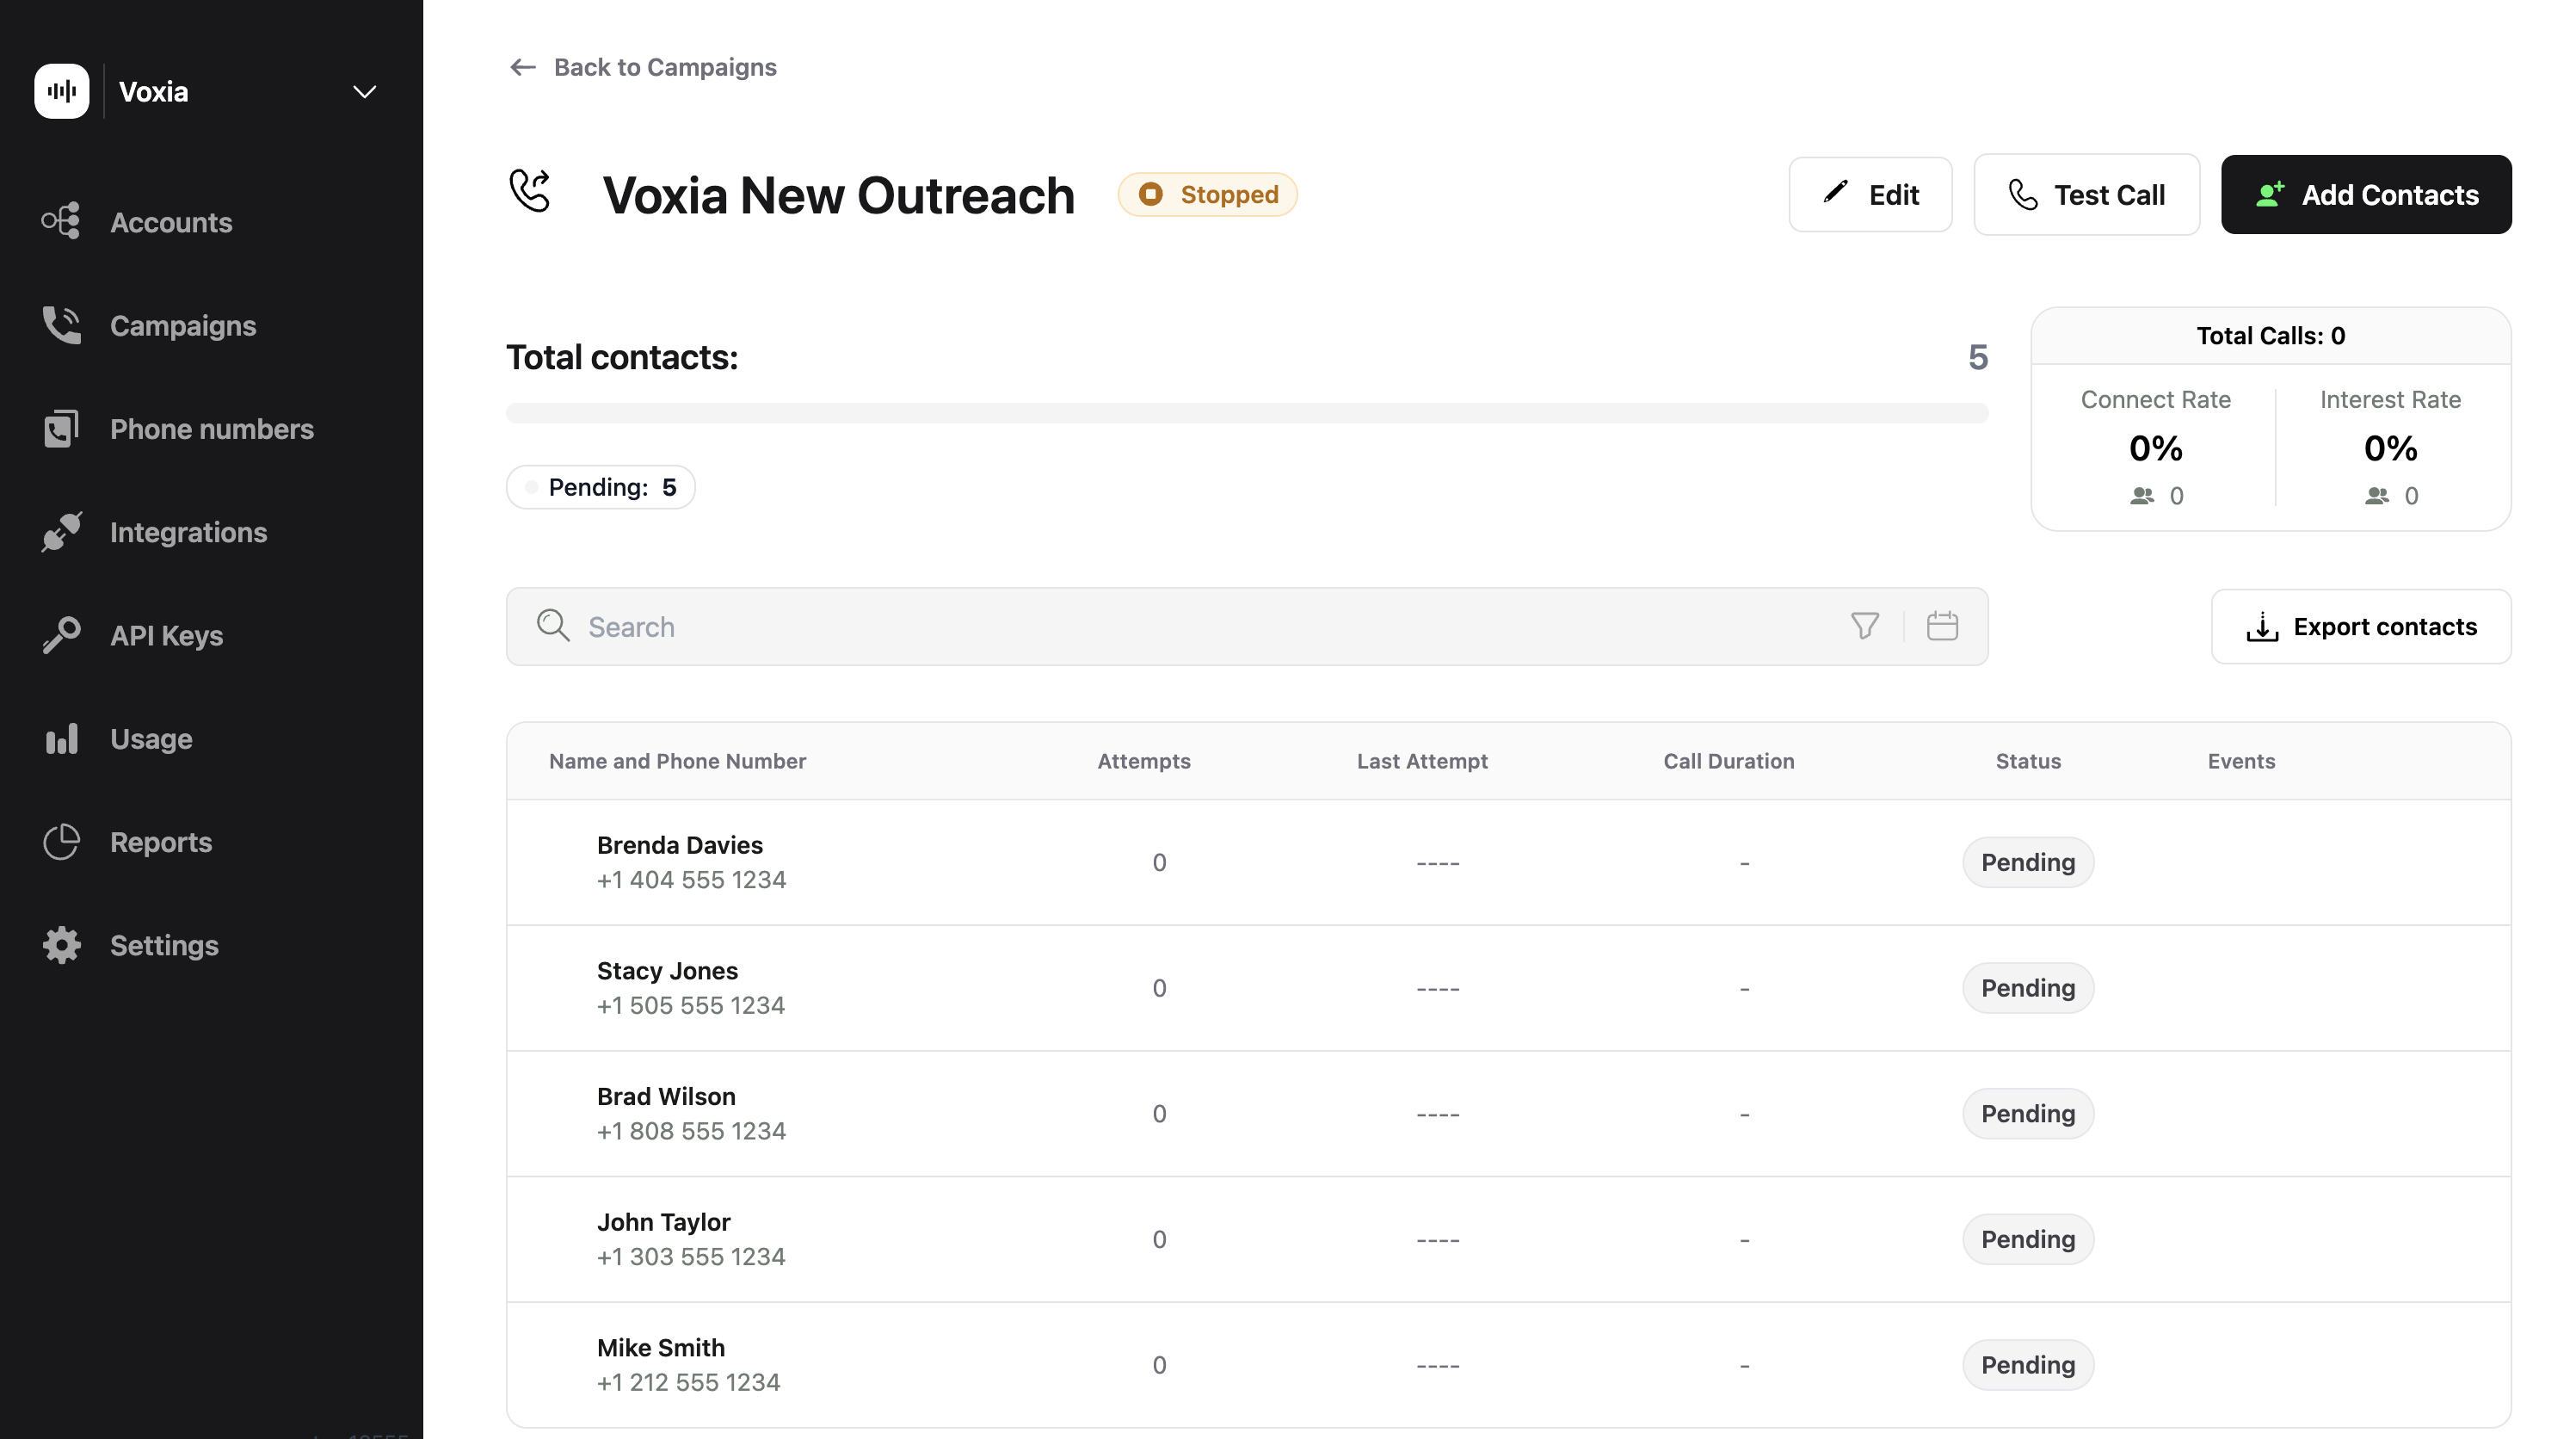 Voxia
Accounts
Campaigns
Phone numbers
Integrations
API Keys
Usage
Reports
Settings
Back to Campaigns
Voxia New Outreach
Stopped
Edit
Test Call
Add Contacts
Total contacts:
5
Pending: 5
Total Calls: 0
Connect Rate
0%
0
Interest Rate
0%
0
Search
Export contacts
Name and Phone Number Attempts Last Attempt Call Duration Status Events
Brenda Davies
+1 404 555 1234
0 ---- - Pending
Stacy Jones
+1 505 555 1234
0 ---- - Pending
Brad Wilson
+1 808 555 1234
0 ---- - Pending
John Taylor
+1 303 555 1234
0 ---- - Pending
Mike Smith
+1 212 555 1234
0 ---- - Pending